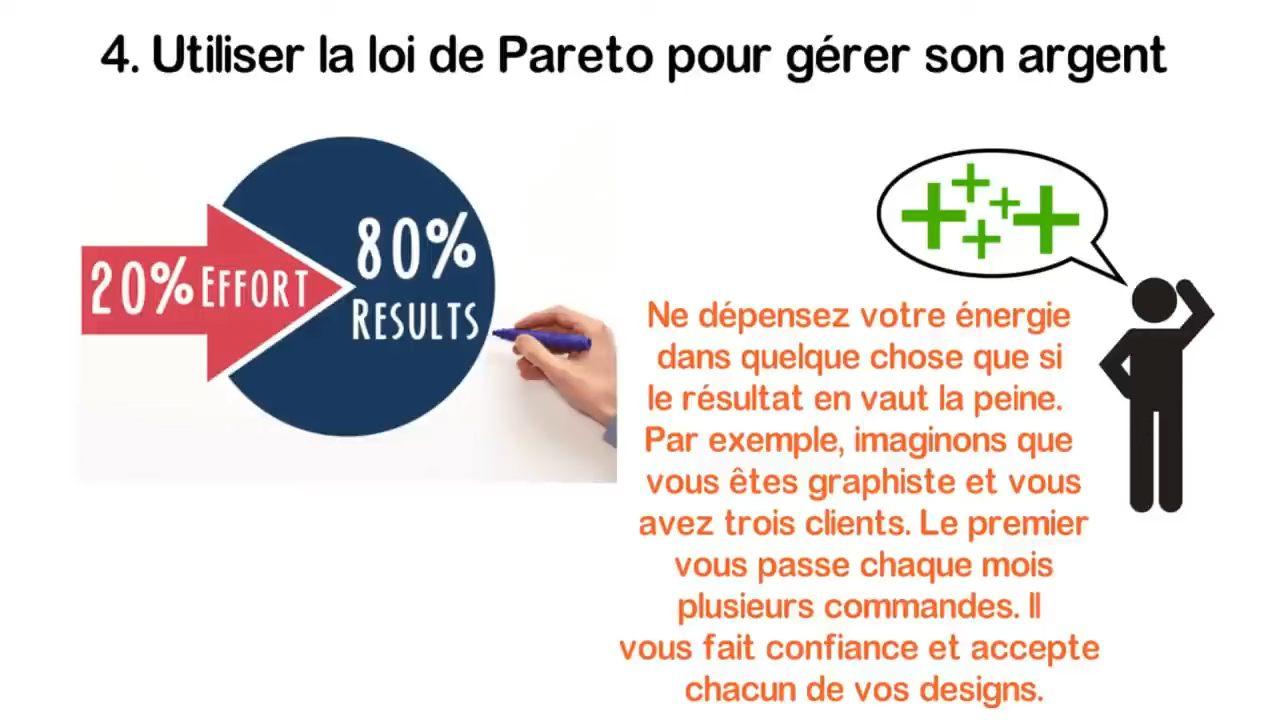 4. Utiliser la loi de Pareto pour gérer son argent
20% EFFORT
80%
RESULTS
Ne dépensez votre énergie
dans quelque chose que si
le résultat en vaut la peine.
Par exemple, imaginons que
vous êtes graphiste et vous
avez trois clients. Le premier
vous passe chaque mois
plusieurs commandes. Il
vous fait confiance et accepte
chacun de vos designs.